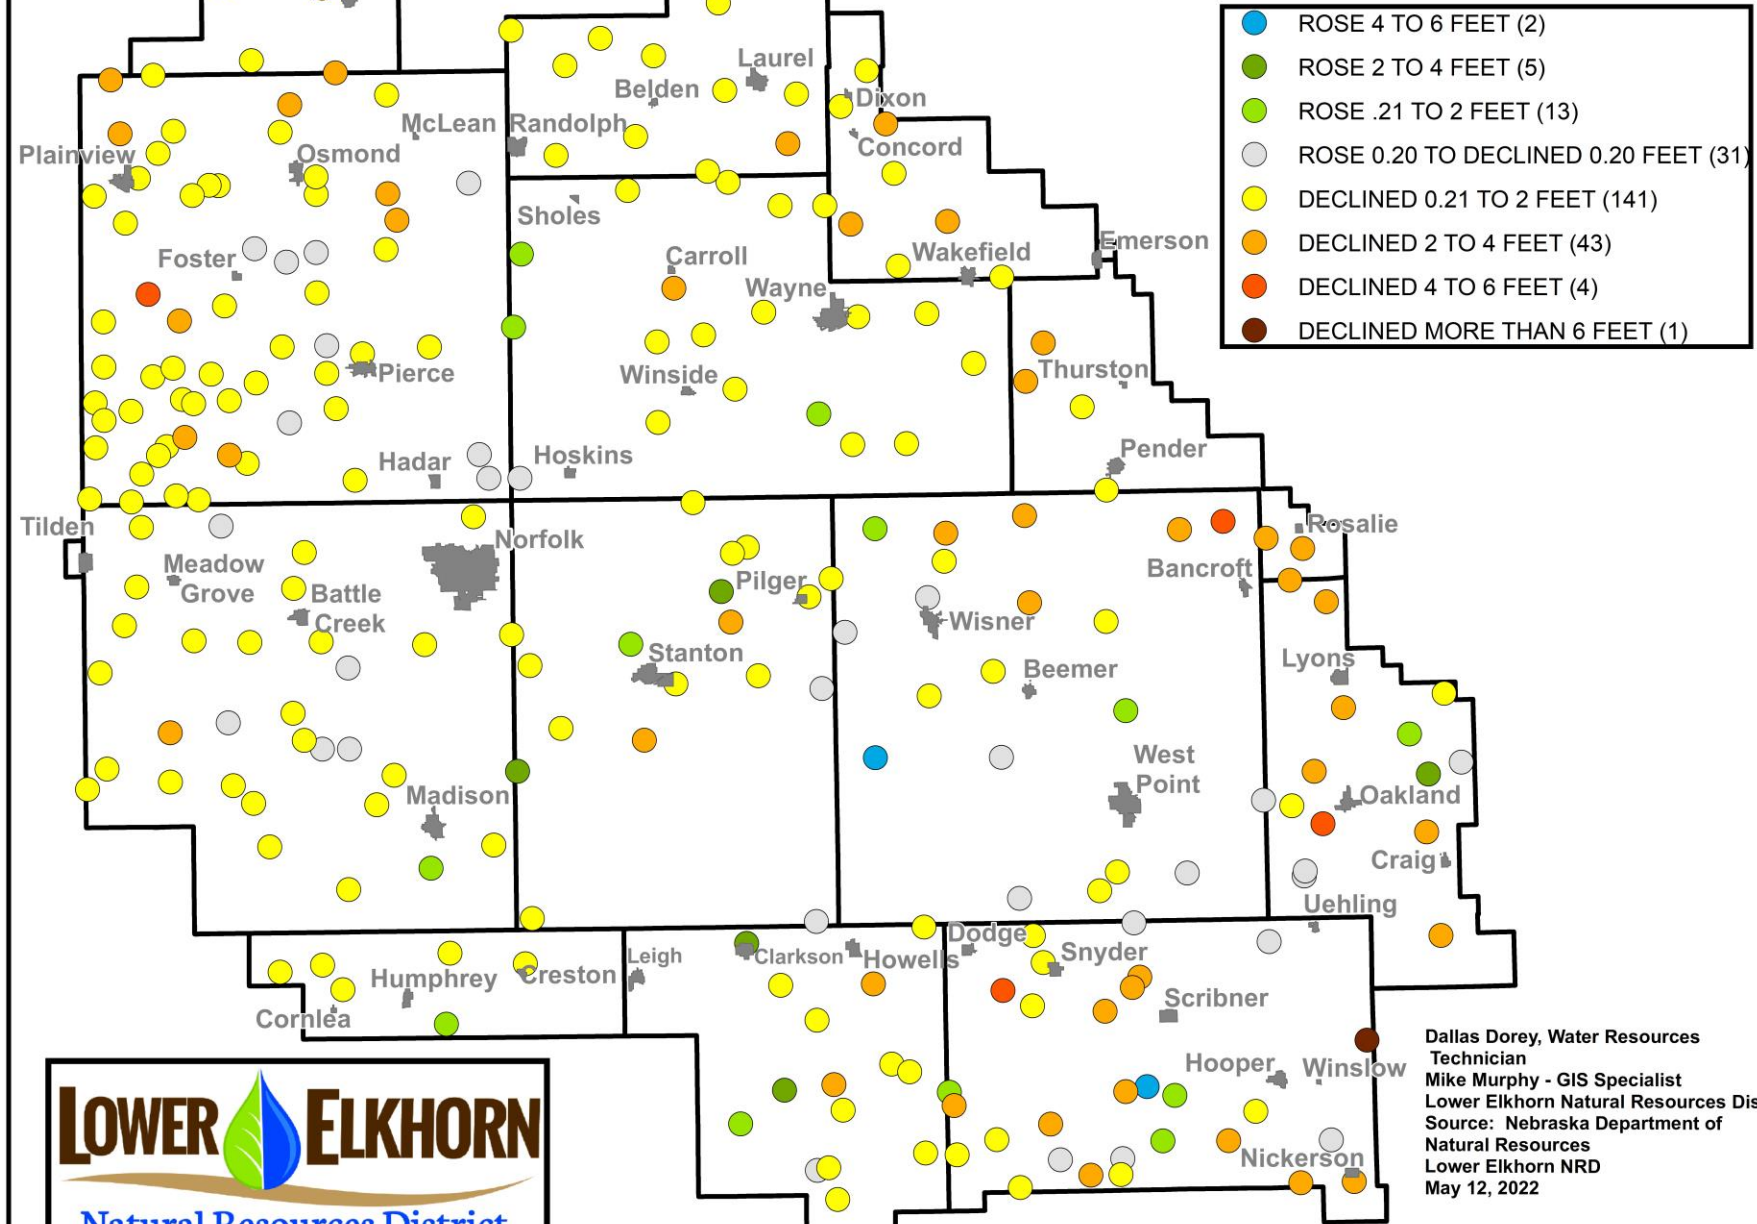 ROSE 4 TO 6 FEET (2)
ROSE 2 TO 4 FEET (5)
ROSE .21 TO 2 FEET (13)
ROSE 0.20 TO DECLINED 0.20 FEET (31)
DECLINED 0.21 TO 2 FEET (141)
DECLINED 2 TO 4 FEET (43)
DECLINED 4 TO 6 FEET (4)
DECLINED MORE THAN 6 FEET (1)
Laurel
Belden
Dixon
McLean
Randolph
Concord
Plainview
Osmond
Sholes
Foster
Carroll
Wakefield
Emerson
Wayne
Pierce
Winside
Thurston
Hadar
Hoskins
Pender
Tilden
Norfolk
Rosalie
Meadow
Grove
Battle
Creek
Pilger
Bancroft
Wisner
Stanton
Beemer
Lyons
West
Point
Madison
Oakland
Craig
Uehling
Dodge
Snyder
Humphrey
Creston
Leigh
Clarkson
Howells
Cornlea
Scribner
Hooper
Winslow
Nickerson
Dallas Dorey, Water Resources
Technician
Mike Murphy - GIS Specialist
Lower Elkhorn Natural Resources Dis
Source: Nebraska Department of
Natural Resources
Lower Elkhorn NRD
May 12, 2022
LOWER ELKHORN
Natural Resources District